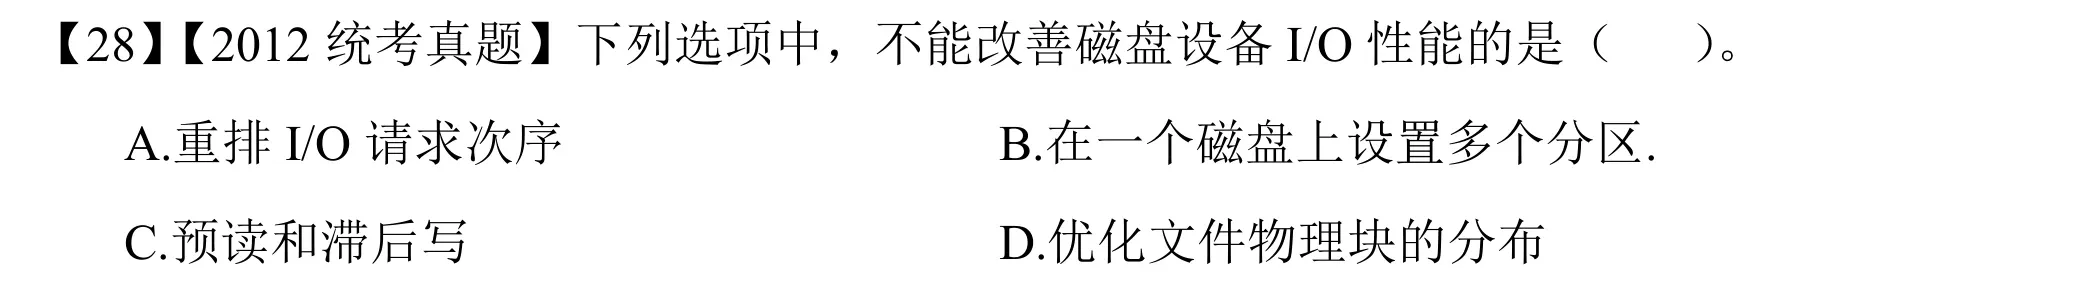 【28】【2012 统考真题】下列选项中，不能改善磁盘设备 I/O 性能的是（　　）。
A.重排 I/O 请求次序　　B.在一个磁盘上设置多个分区.
C.预读和滞后写　　D.优化文件物理块的分布